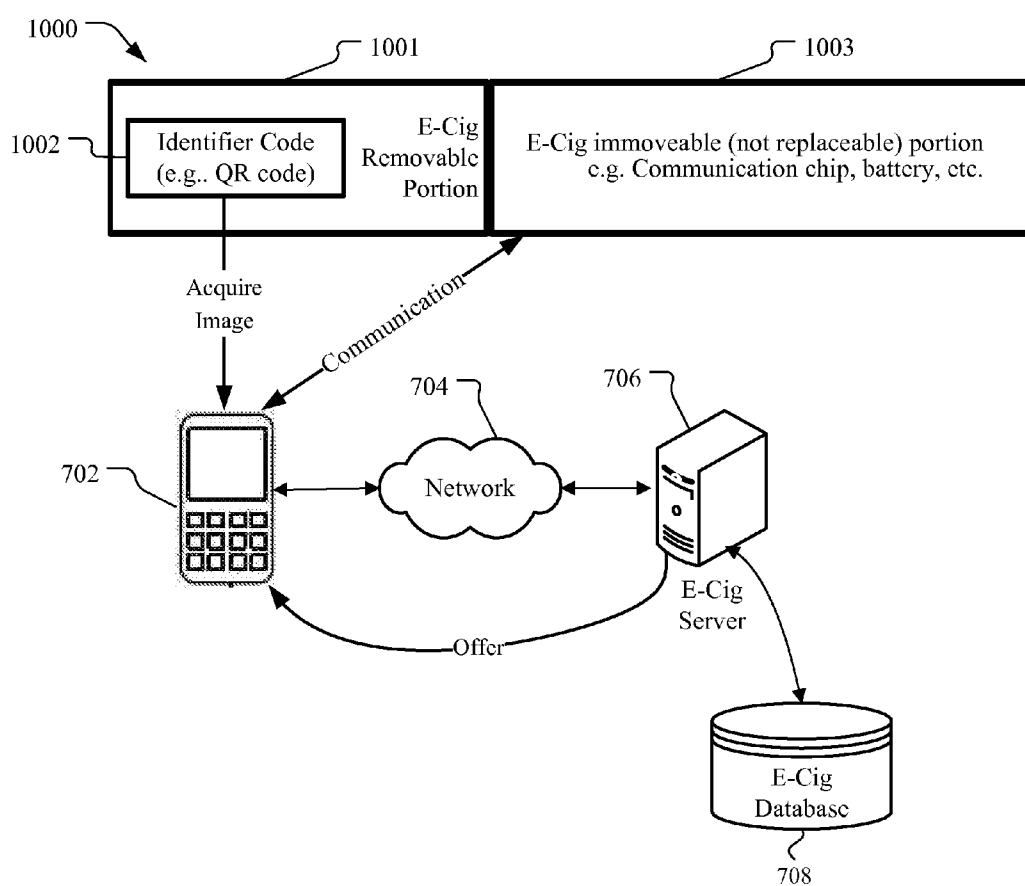 1000
1001
1003
1002
Identifier Code
(e.g.. QR code)
E-Cig
Removable
Portion
E-Cig immoveable (not replaceable) portion
e.g. Communication chip, battery, etc.
Acquire
Image
Communication
704
706
702
Network
E-Cig
Server
Offer
E-Cig
Database
708